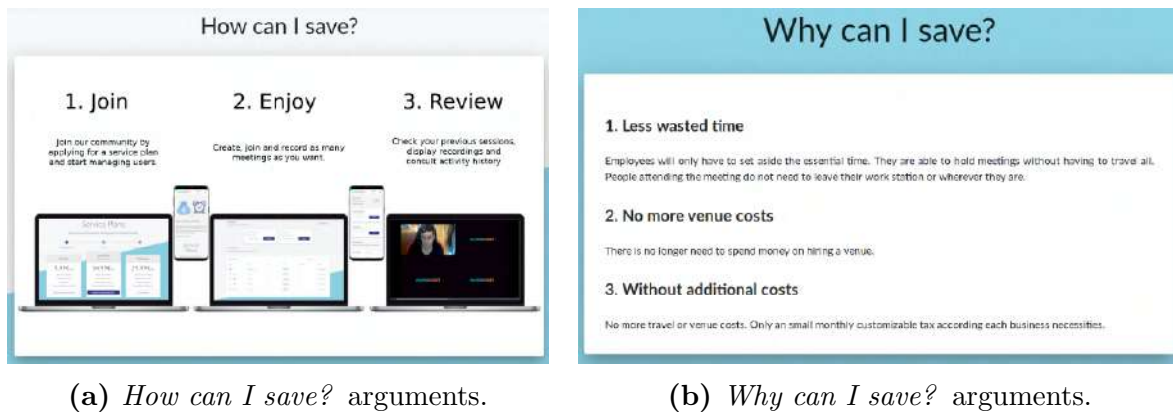 How can I save?
1. Join
Join our community by
applying for a service plan
and start managing users.
2. Enjoy
Create, join and record as many
meetings as you want.
3. Review
Check your previous sessions,
display recordings and
consult activity history
Service Plans
(a) How can I save? arguments.
Why can I save?
1. Less wasted time
Employees will only have to set aside the essential time. They are able to hold meetings without having to travel all.
People attending the meeting do not need to leave their work station or wherever they are.
2. No more venue costs
There is no longer need to spend money on hiring a venue.
3. Without additional costs
No more travel or venue costs. Only an small monthly customizable tax according each business necessities.
(b) Why can I save? arguments.